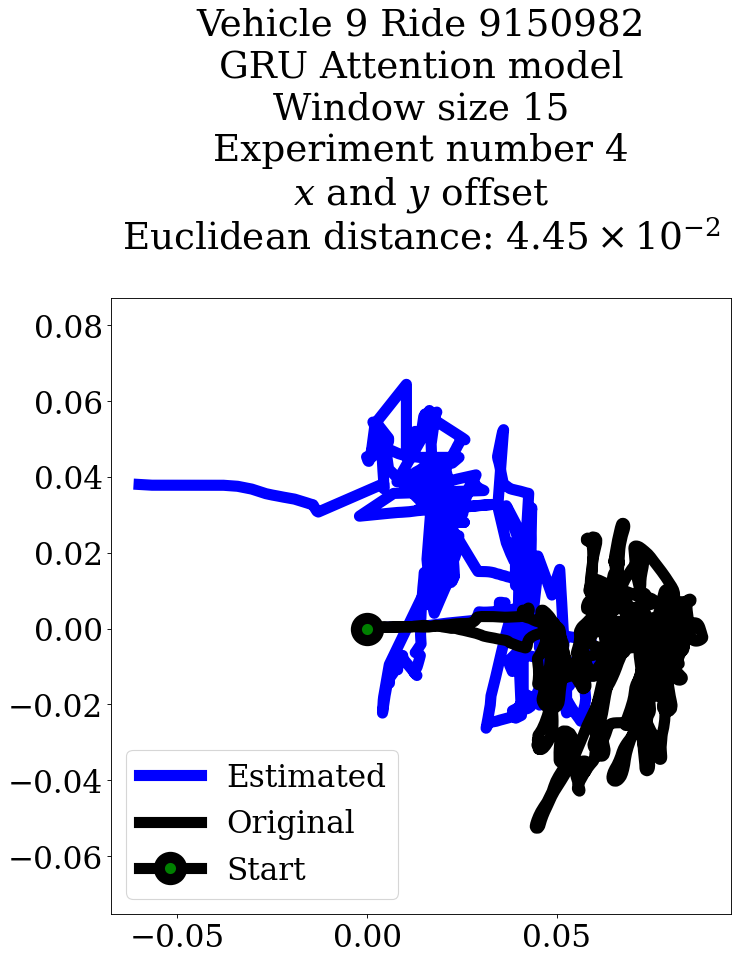 Vehicle 9 Ride 9150982
GRU Attention model
Window size 15
Experiment number 4
x and y offset
Euclidean distance: 4.45 × 10⁻²
0.08
0.06
0.04
0.02
0.00
−0.02
−0.04
−0.06
Estimated
Original
Start
−0.05 0.00 0.05